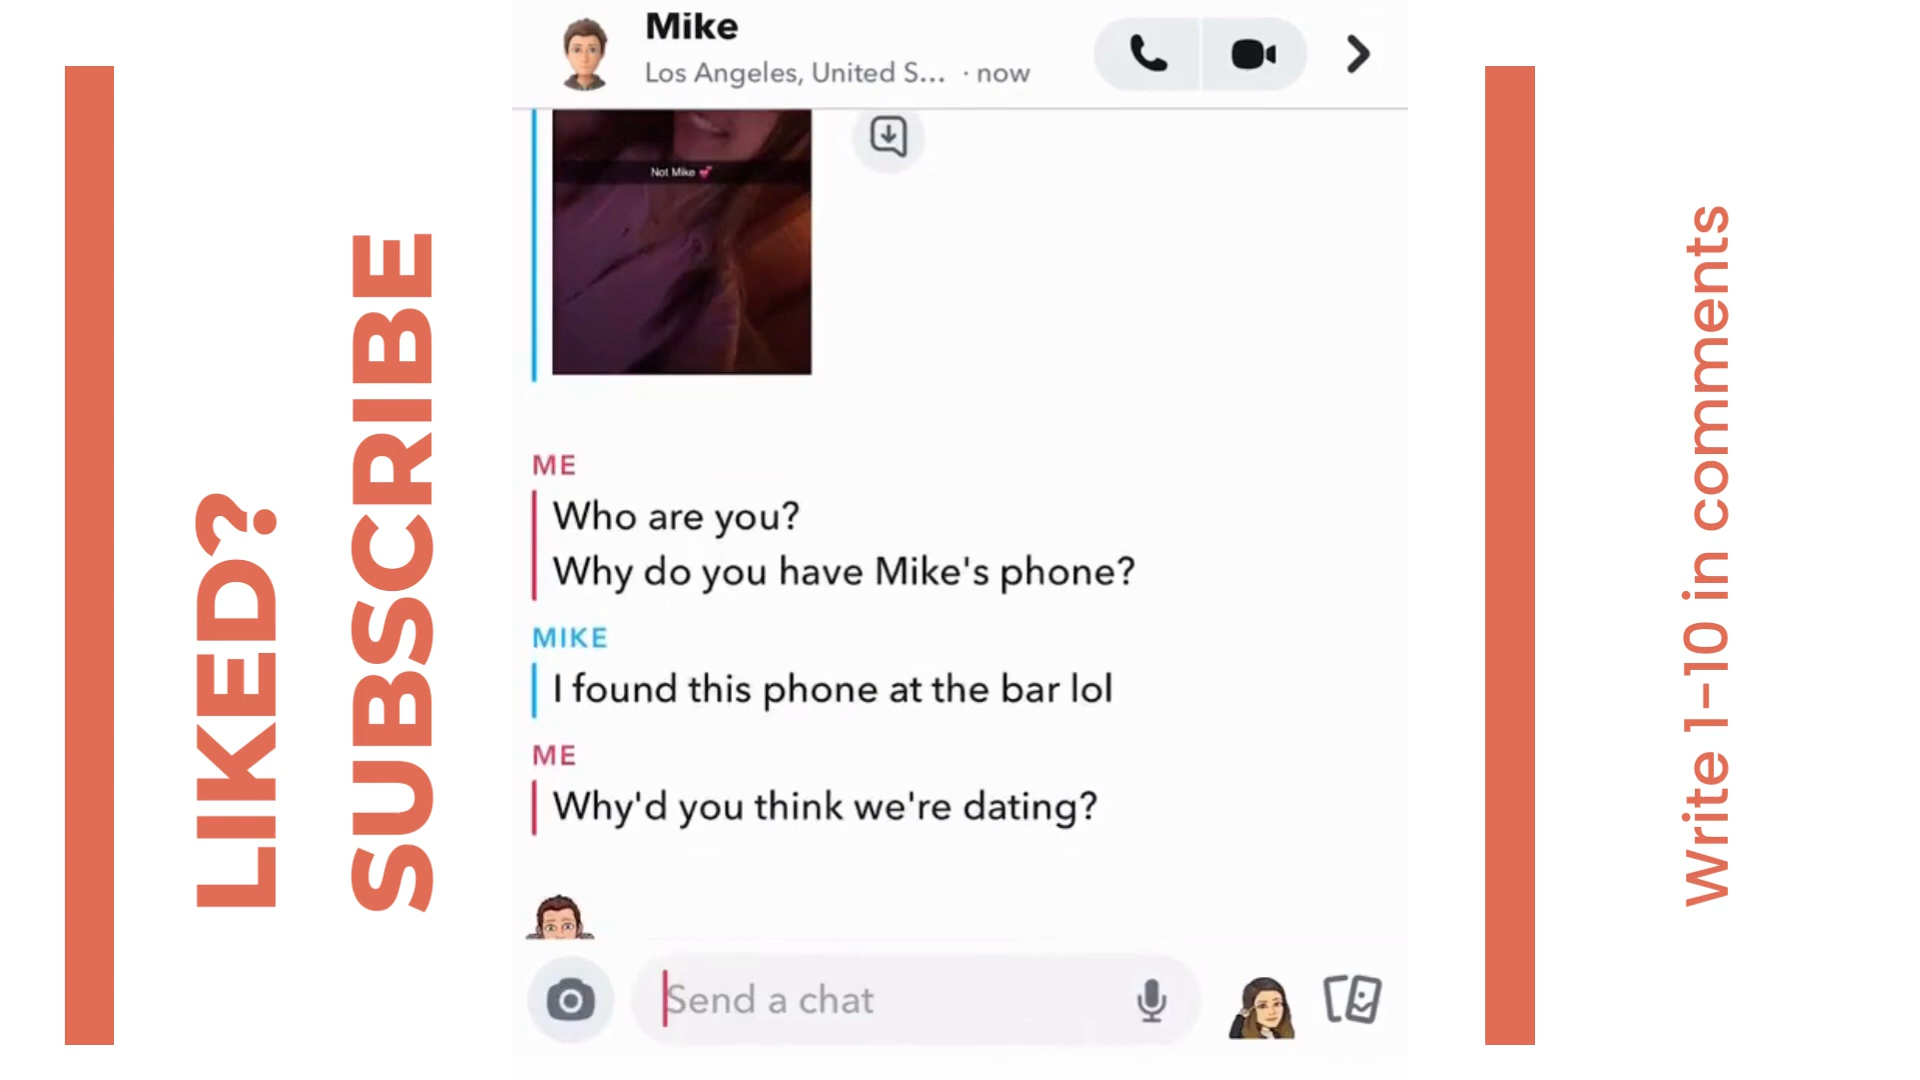 LIKED?
SUBSCRIBE
Mike
Los Angeles, United S... · now
Not Mike 💕
ME
Who are you?
Why do you have Mike's phone?
MIKE
I found this phone at the bar lol
ME
Why'd you think we're dating?
Send a chat
Write 1-10 in comments